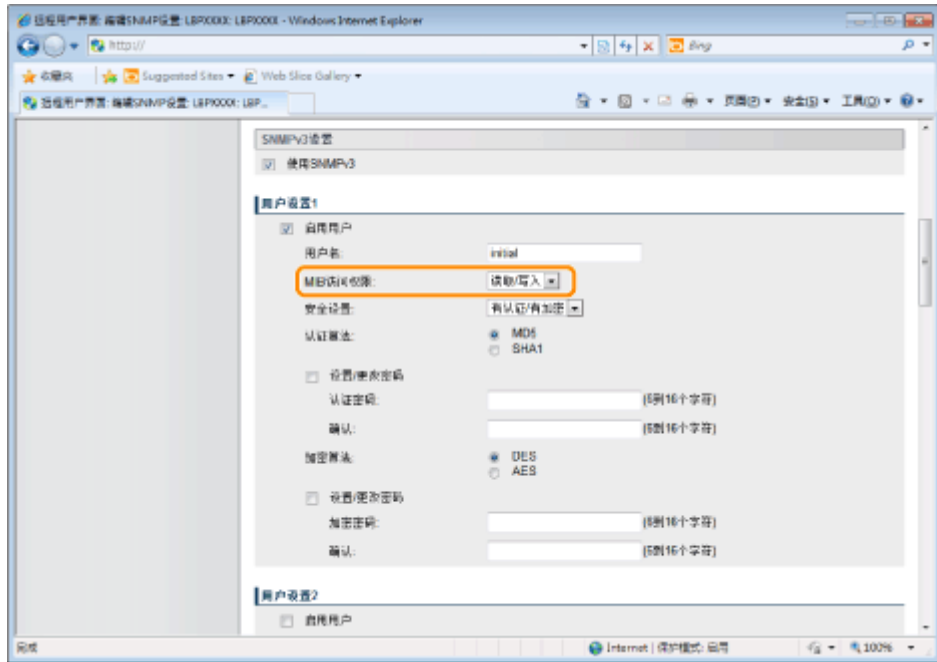 远程用户界面: 编辑SNMP设置: LBPXXXX: LBPXXXX - Windows Internet Explorer
http://
Bing
收藏夹 Suggested Sites Web Slice Gallery
远程用户界面: 编辑SNMP设置: LBPXXXX: LBP...
页面(P) 安全(S) 工具(O)
SNMPv3设置
使用SNMPv3
用户设置1
启用用户
用户名: initial
MIB访问权限: 读取/写入
安全设置: 有认证/有加密
认证算法: MD5
SHA1
设置/更改密码
认证密码: (6到16个字符)
确认: (6到16个字符)
加密算法: DES
AES
设置/更改密码
加密密码: (6到16个字符)
确认: (6到16个字符)
用户设置2
启用用户
完成 Internet | 保护模式: 启用 100%